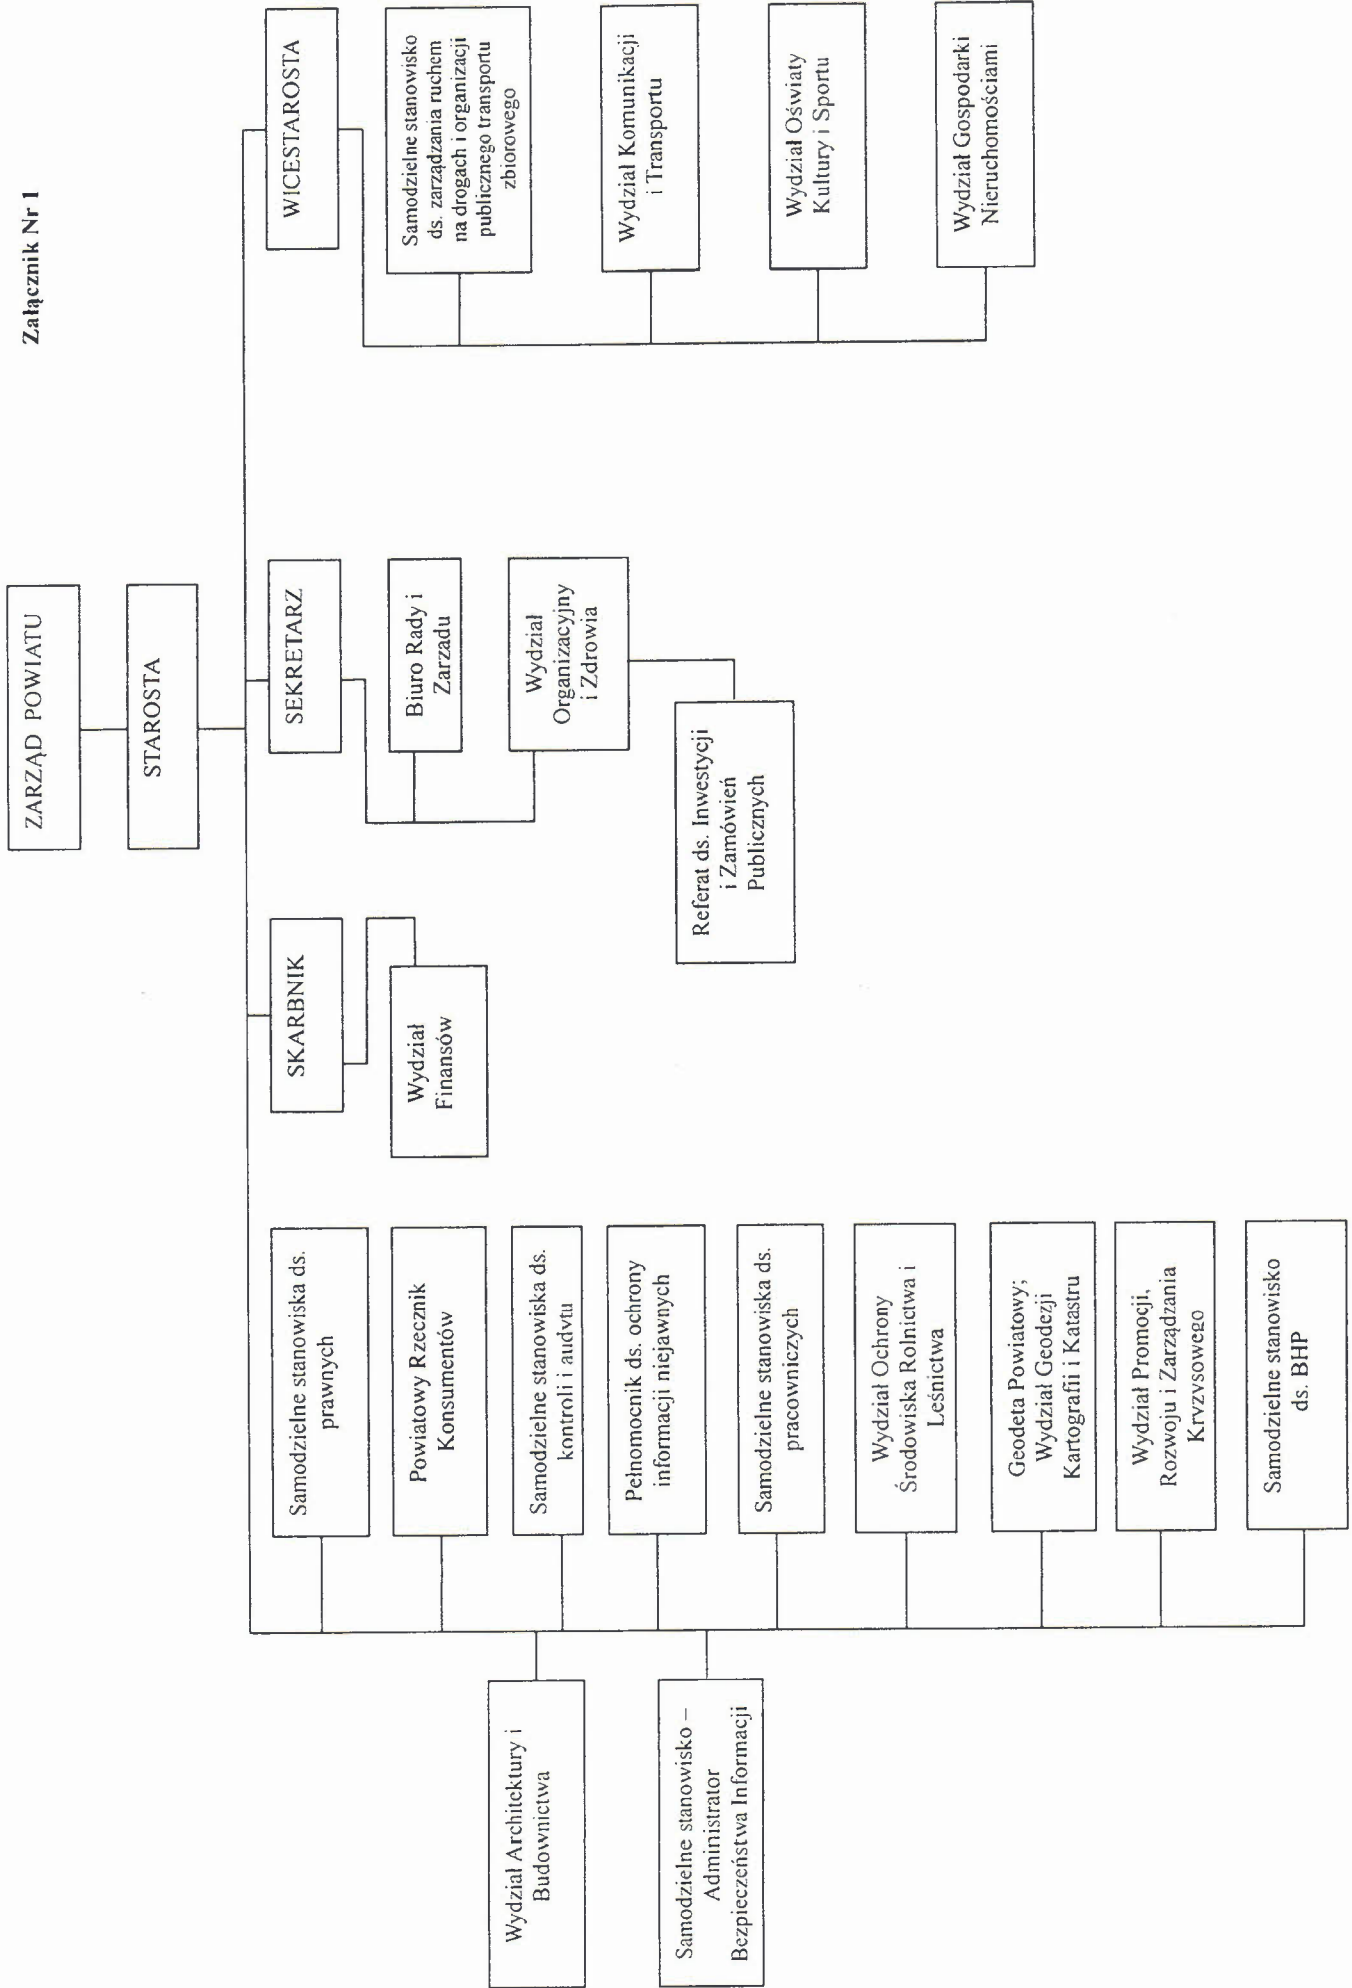 Załącznik Nr 1
ZARZĄD POWIATU
STAROSTA
SKARBNIK
SEKRETARZ
WICESTAROSTA
Samodzielne stanowiska ds.
prawnych
Powiatowy Rzecznik
Konsumentów
Samodzielne stanowiska ds.
kontroli i audytu
Pełnomocnik ds. ochrony
informacji niejawnych
Samodzielne stanowiska ds.
pracowniczych
Wydział Ochrony
Środowiska Rolnictwa i
Leśnictwa
Geodeta Powiatowy;
Wydział Geodezji
Kartografii i Katastru
Wydział Promocji,
Rozwoju i Zarządzania
Kryzysowego
Samodzielne stanowisko
ds. BHP
Wydział Architektury i
Budownictwa
Samodzielne stanowisko –
Administrator
Bezpieczeństwa Informacji
Wydział
Finansów
Biuro Rady i
Zarzadu
Wydział
Organizacyjny
i Zdrowia
Referat ds. Inwestycji
i Zamówień
Publicznych
Samodzielne stanowisko
ds. zarządzania ruchem
na drogach i organizacji
publicznego transportu
zbiorowego
Wydział Komunikacji
i Transportu
Wydział Oświaty
Kultury i Sportu
Wydział Gospodarki
Nieruchomościami